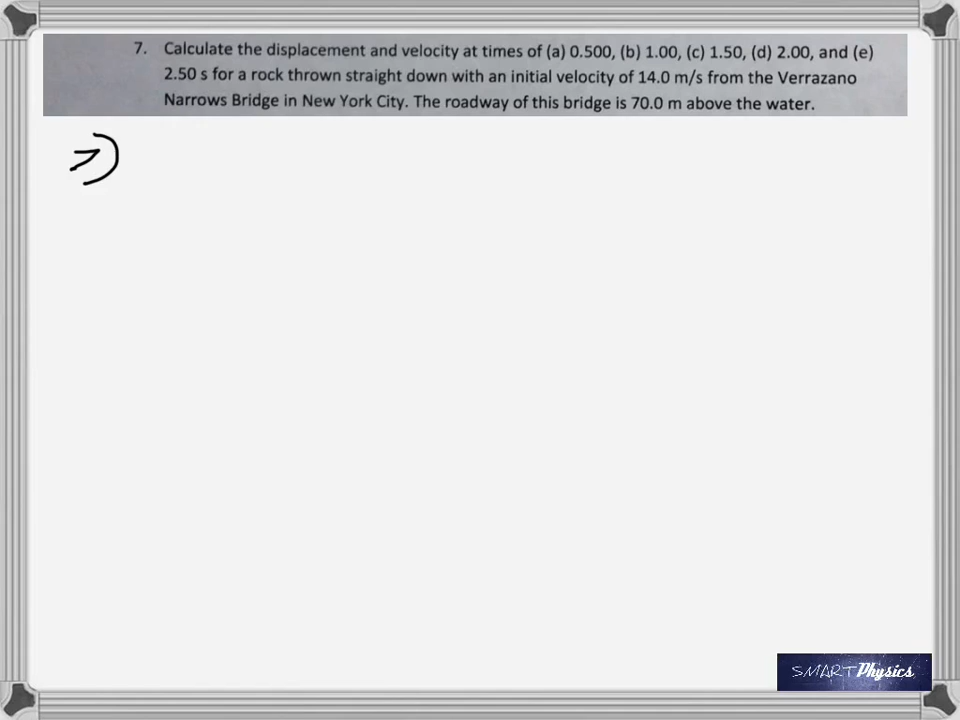 7. Calculate the displacement and velocity at times of (a) 0.500, (b) 1.00, (c) 1.50, (d) 2.00, and (e)
2.50 s for a rock thrown straight down with an initial velocity of 14.0 m/s from the Verrazano
Narrows Bridge in New York City. The roadway of this bridge is 70.0 m above the water.
7)
SMART Physics